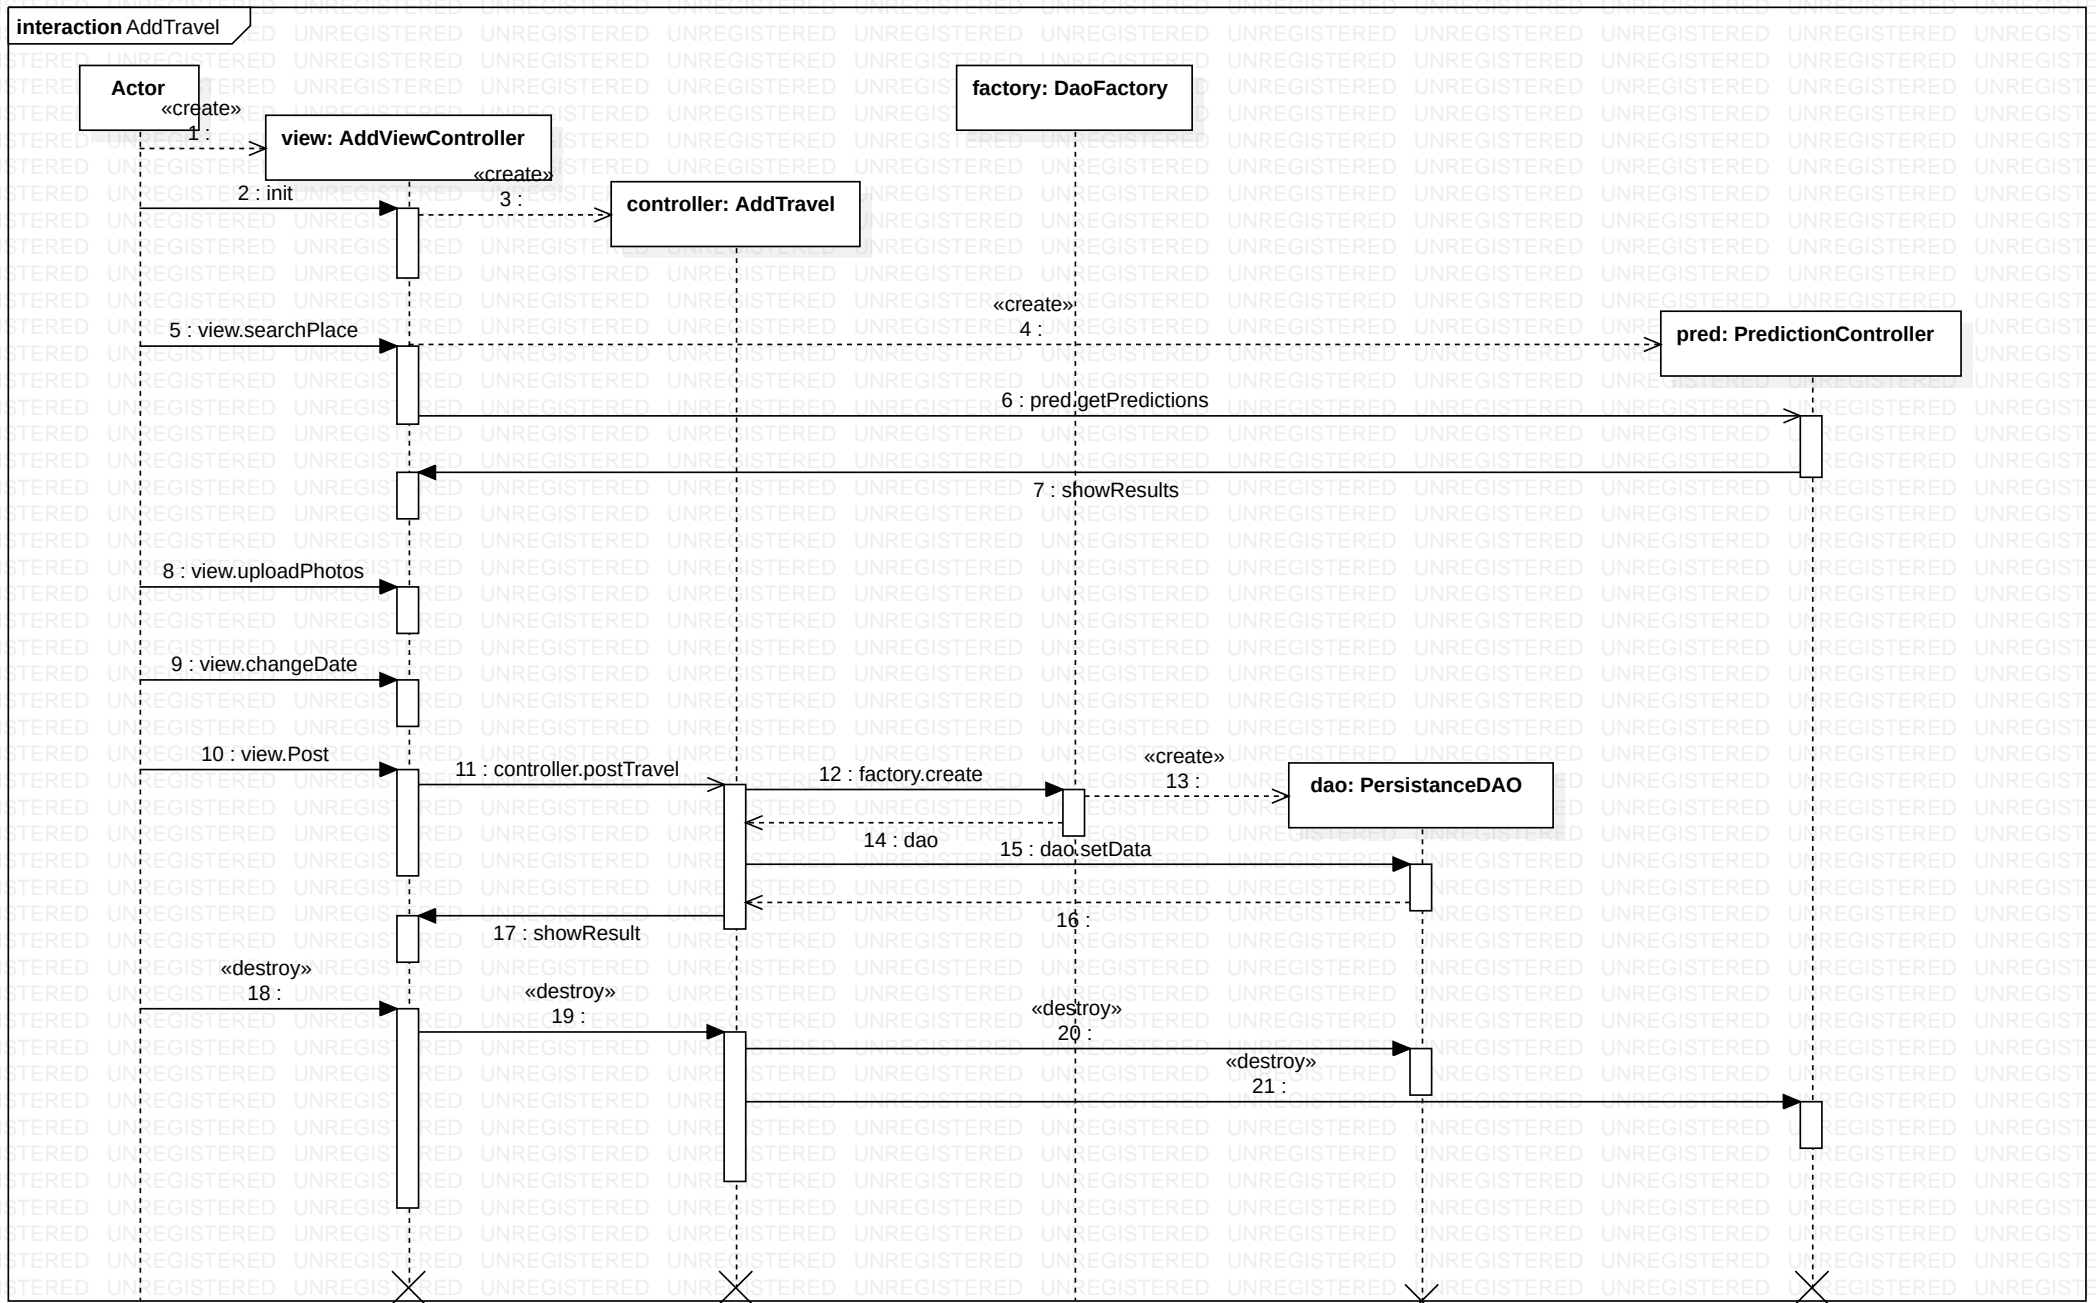 interaction AddTravel
Actor
factory: DaoFactory
«create»
1 :
view: AddViewController
«create»
2 : init
3 :
controller: AddTravel
«create»
4 :
5 : view.searchPlace
pred: PredictionController
6 : pred.getPredictions
7 : showResults
8 : view.uploadPhotos
9 : view.changeDate
10 : view.Post
11 : controller.postTravel
12 : factory.create
«create»
13 :
dao: PersistanceDAO
14 : dao
15 : dao.setData
16 :
17 : showResult
«destroy»
18 :
«destroy»
19 :
«destroy»
20 :
«destroy»
21 :
UNREGISTERED